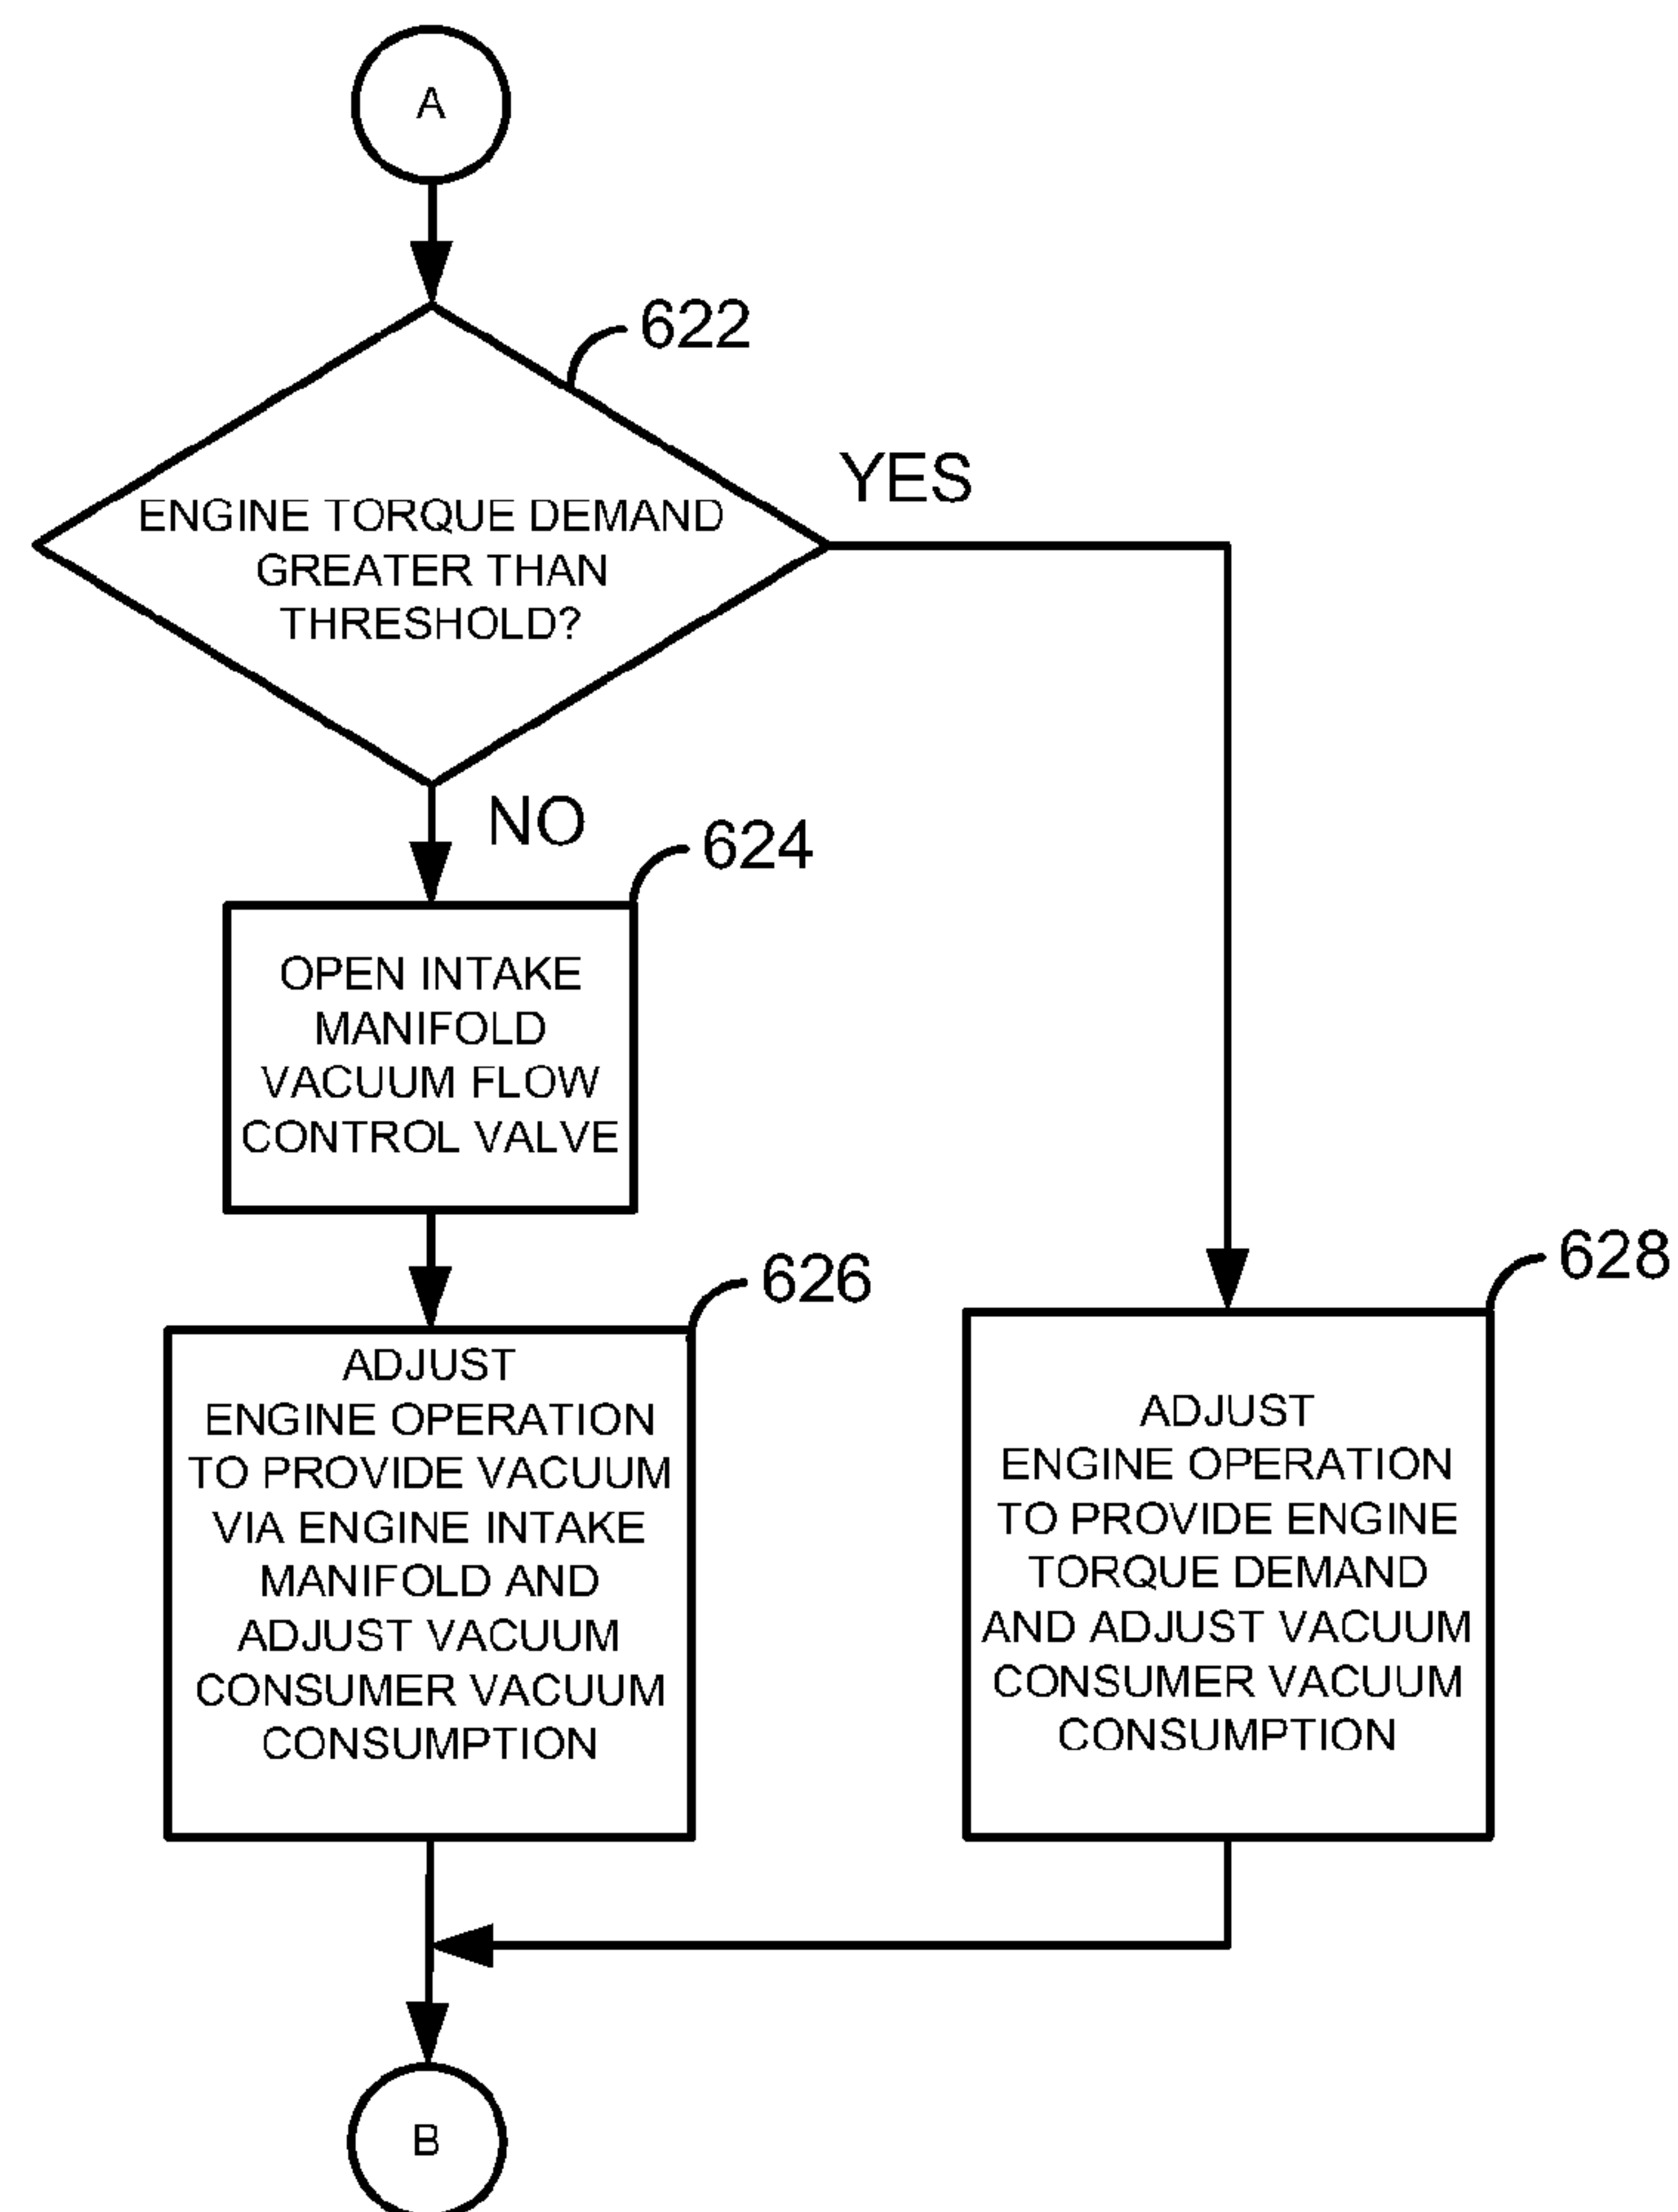 A
622
YES
ENGINE TORQUE DEMAND
GREATER THAN
THRESHOLD?
NO
624
OPEN INTAKE
MANIFOLD
VACUUM FLOW
CONTROL VALVE
626
ADJUST
ENGINE OPERATION
TO PROVIDE VACUUM
VIA ENGINE INTAKE
MANIFOLD AND
ADJUST VACUUM
CONSUMER VACUUM
CONSUMPTION
628
ADJUST
ENGINE OPERATION
TO PROVIDE ENGINE
TORQUE DEMAND
AND ADJUST VACUUM
CONSUMER VACUUM
CONSUMPTION
B